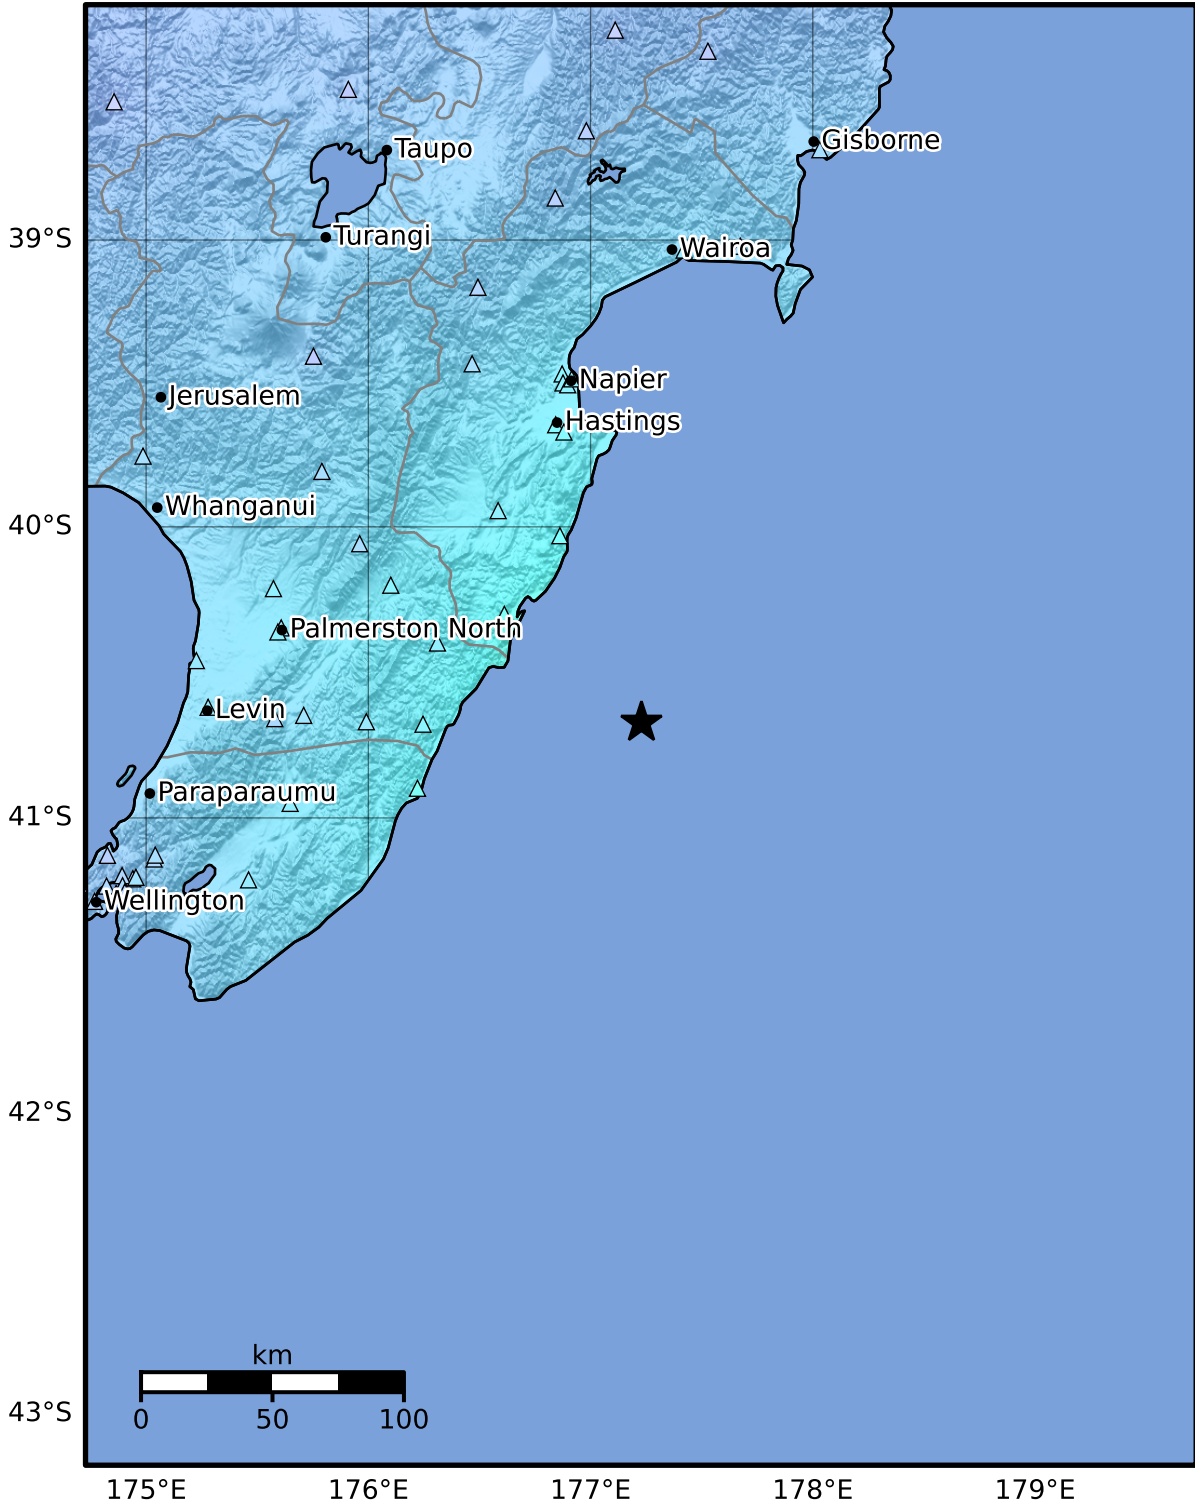 Gisborne
Taupo
39°S
Turangi
Wairoa
Napier
Jerusalem
Hastings
Whanganui
40°S
Palmerston North
Levin
Paraparaumu
41°S
Wellington
42°S
km
0 50 100
43°S
175°E 176°E 177°E 178°E 179°E